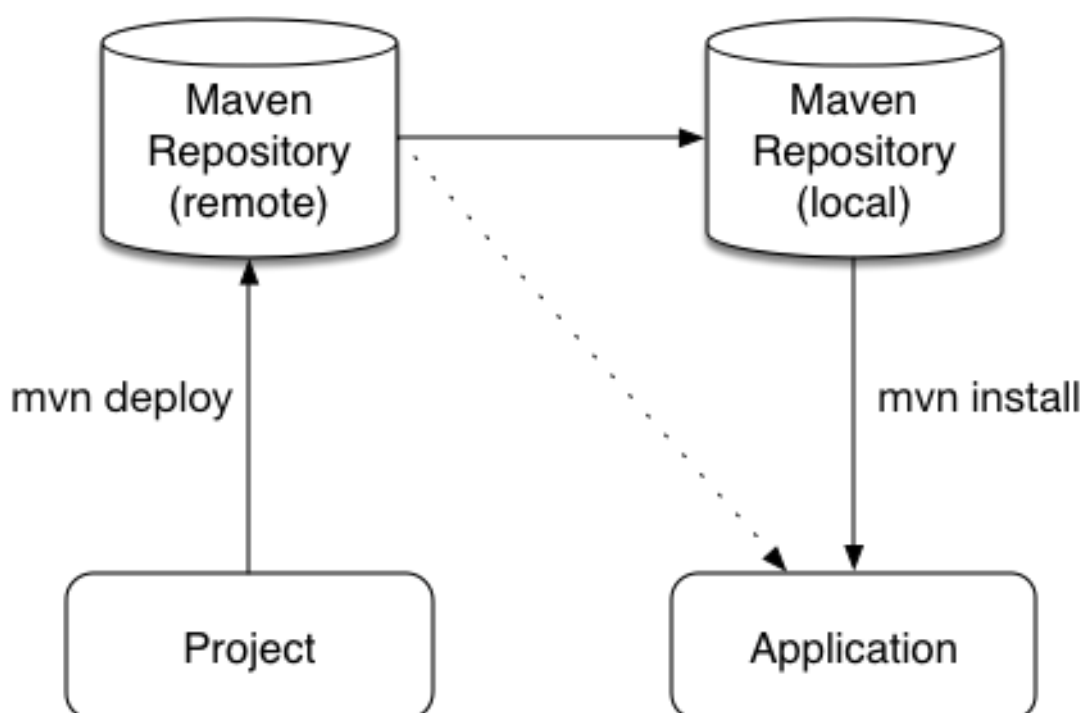 Maven
Repository
(remote)
Maven
Repository
(local)
mvn deploy
mvn install
Project
Application